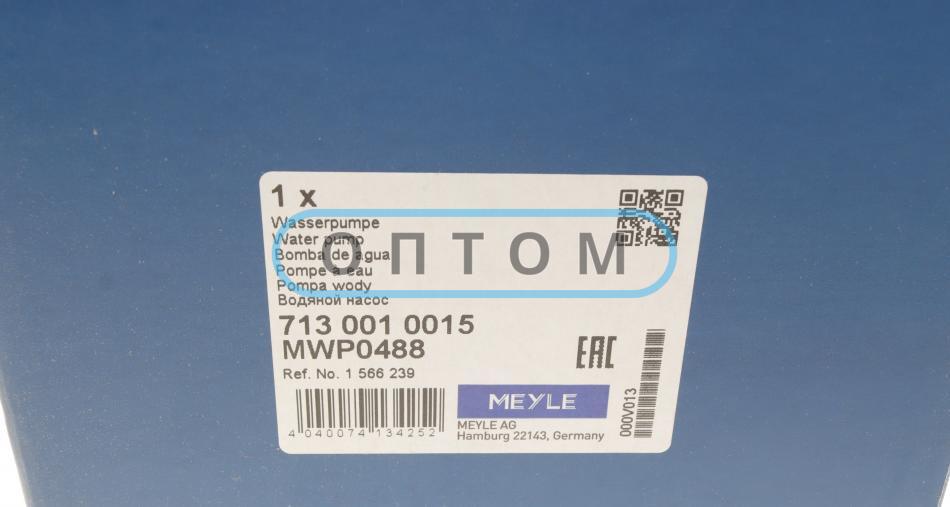 1 x
Wasserpumpe
Water pump
Bomba de agua
Pompe à eau
Pompa wody
Водяной насос
ОПТОМ
713 001 0015
MWP0488
Ref. No. 1 566 239
EAC
MEYLE
MEYLE AG
Hamburg 22143, Germany
4 040074 134252
000V013